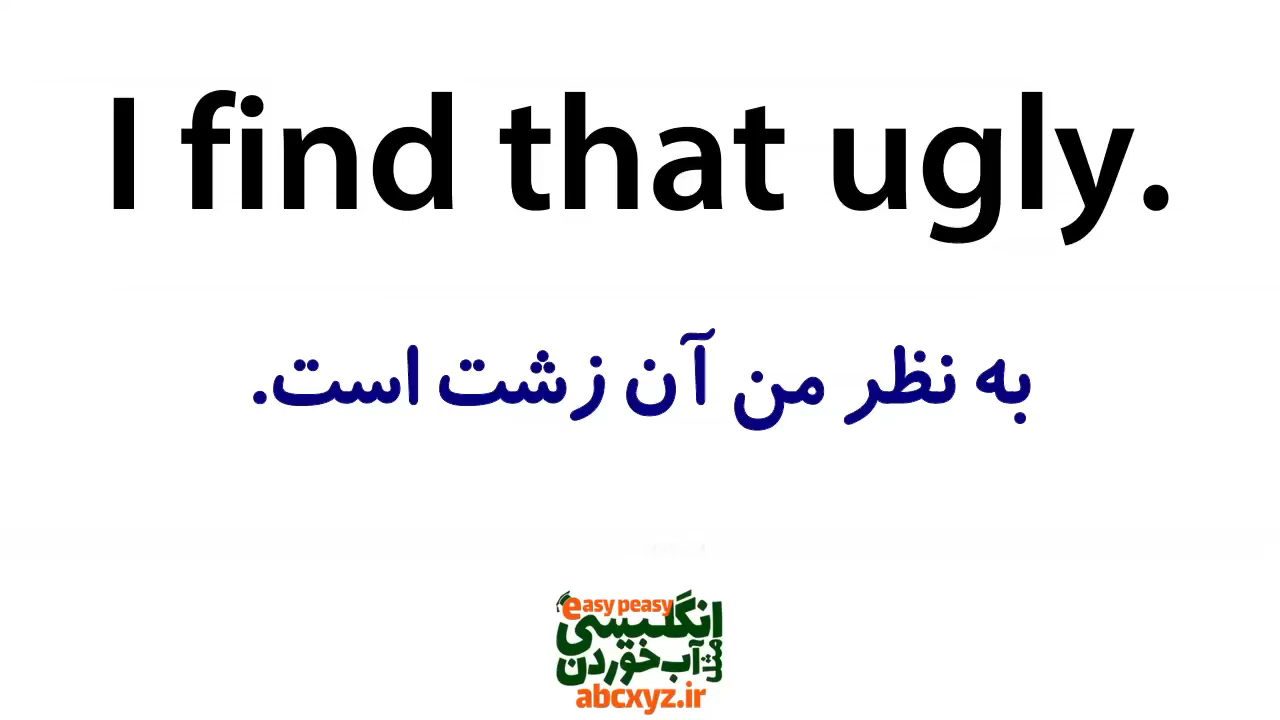 I find that ugly.
به نظر من آن زشت است.
easy peasy
انگلیسی
مثل آب خوردن
abcxyz.ir